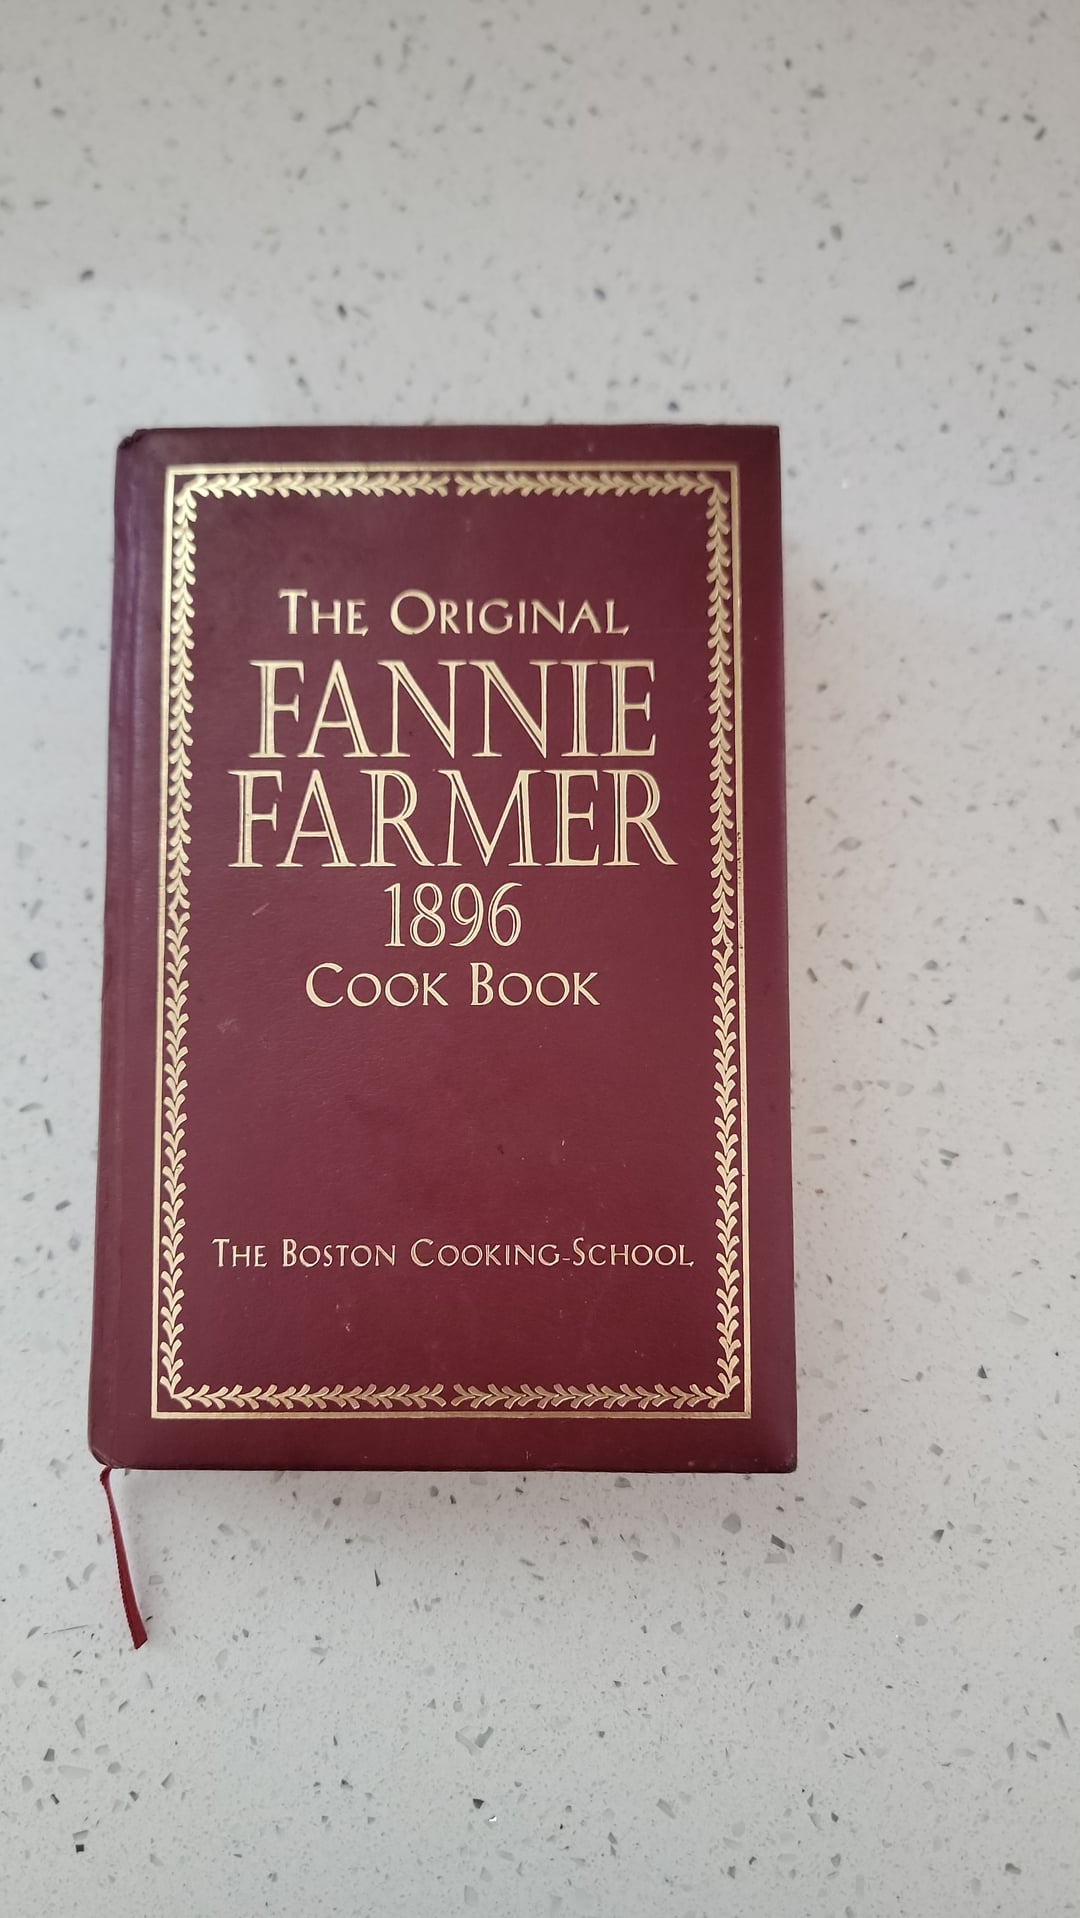 The Original
FANNIE
FARMER
1896
Cook Book
The Boston Cooking-School